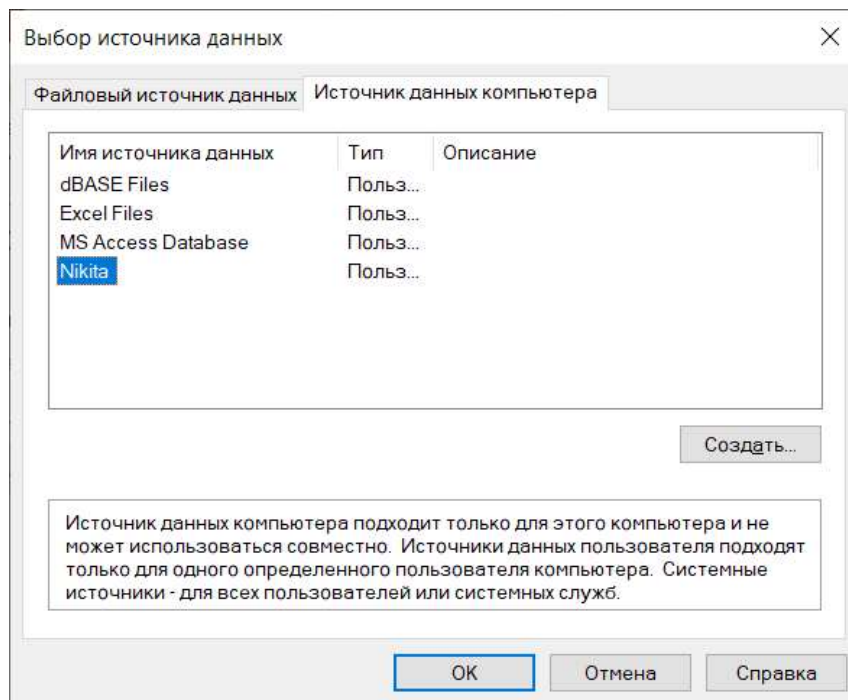 Выбор источника данных
Файловый источник данных Источник данных компьютера
Имя источника данных Тип Описание
dBASE Files Польз...
Excel Files Польз...
MS Access Database Польз...
Nikita Польз...
Создать...
Источник данных компьютера подходит только для этого компьютера и не
может использоваться совместно. Источники данных пользователя подходят
только для одного определенного пользователя компьютера. Системные
источники - для всех пользователей или системных служб.
OK Отмена Справка